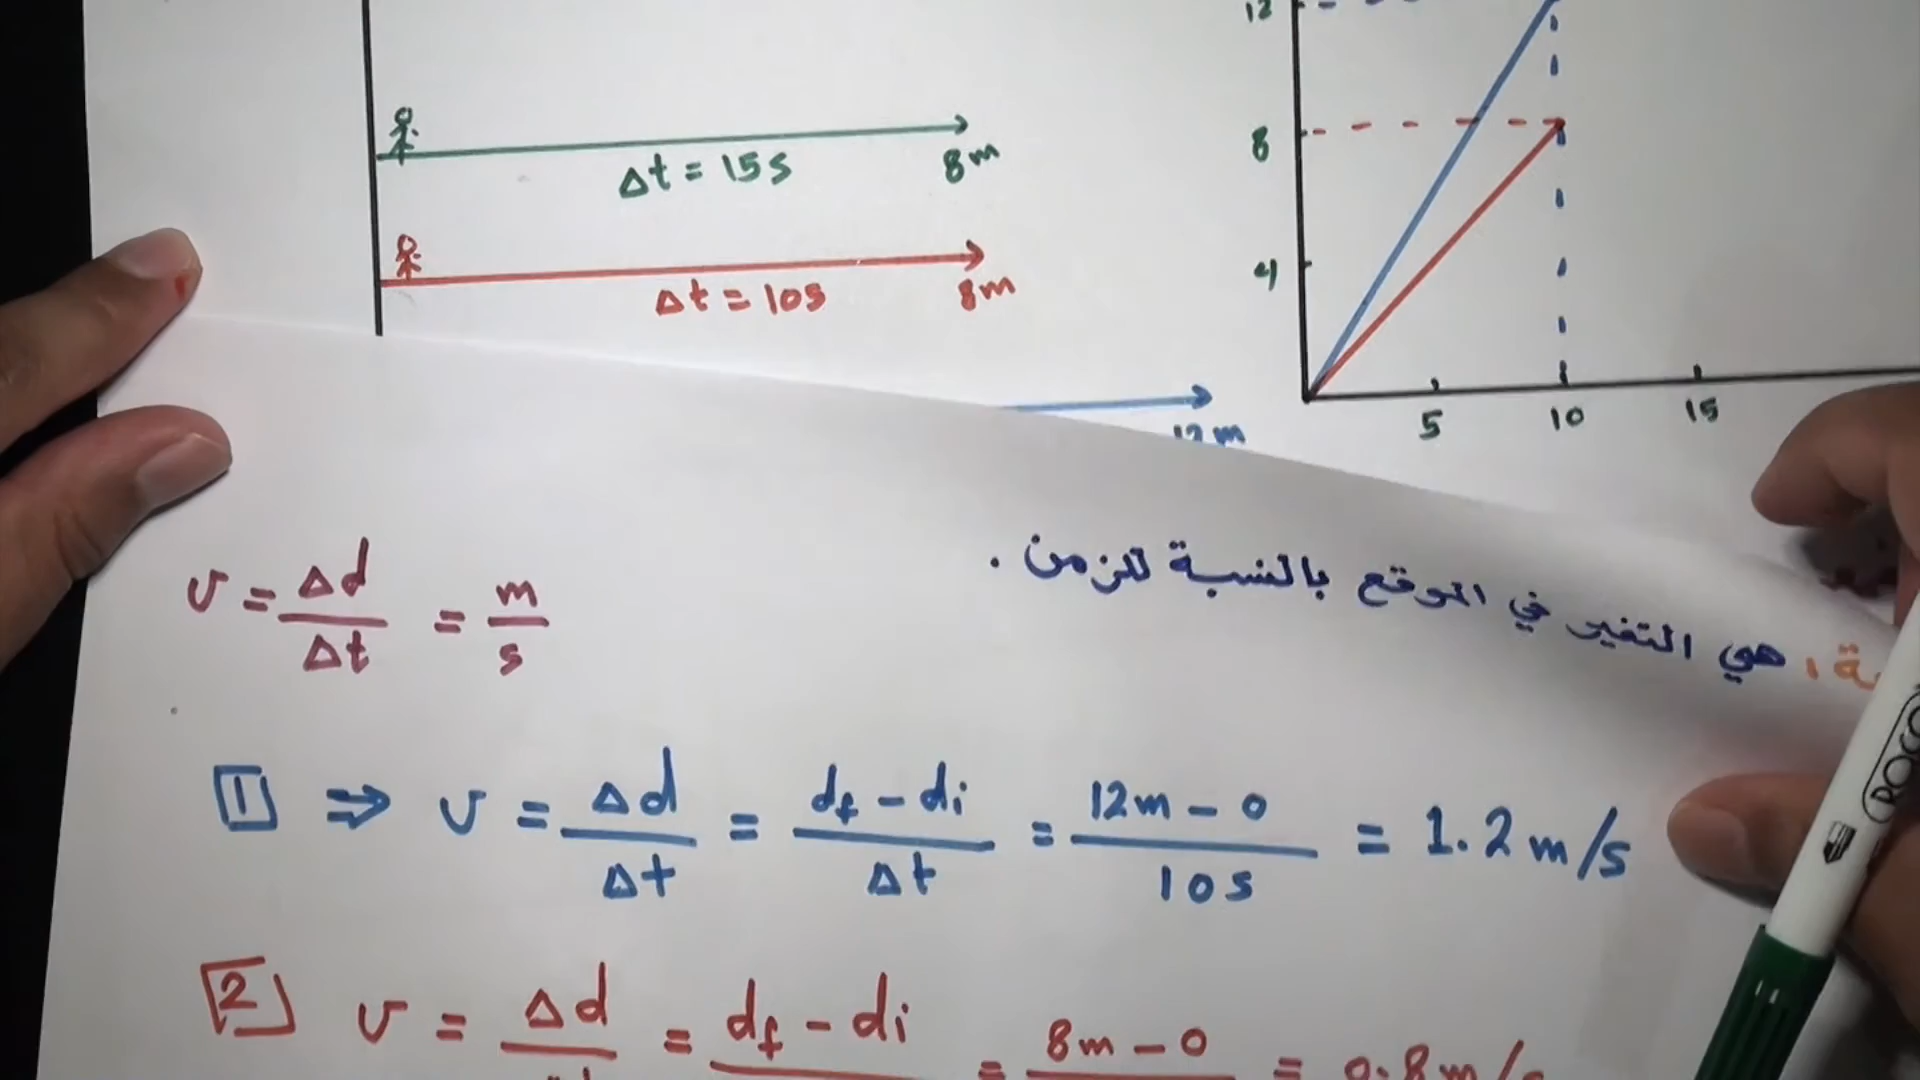 12
Δt = 15s
8m
8
Δt = 10s
8m
4
12m
5 10 15
هي التغير في الموقع بالنسبة للزمن .
v = Δd/Δt = m/s
1 ⇒ v = Δd/Δt = df - di/Δt = 12m - 0/10s = 1.2 m/s
2 v = Δd = df - di = 8m - 0 = 0.8m/s